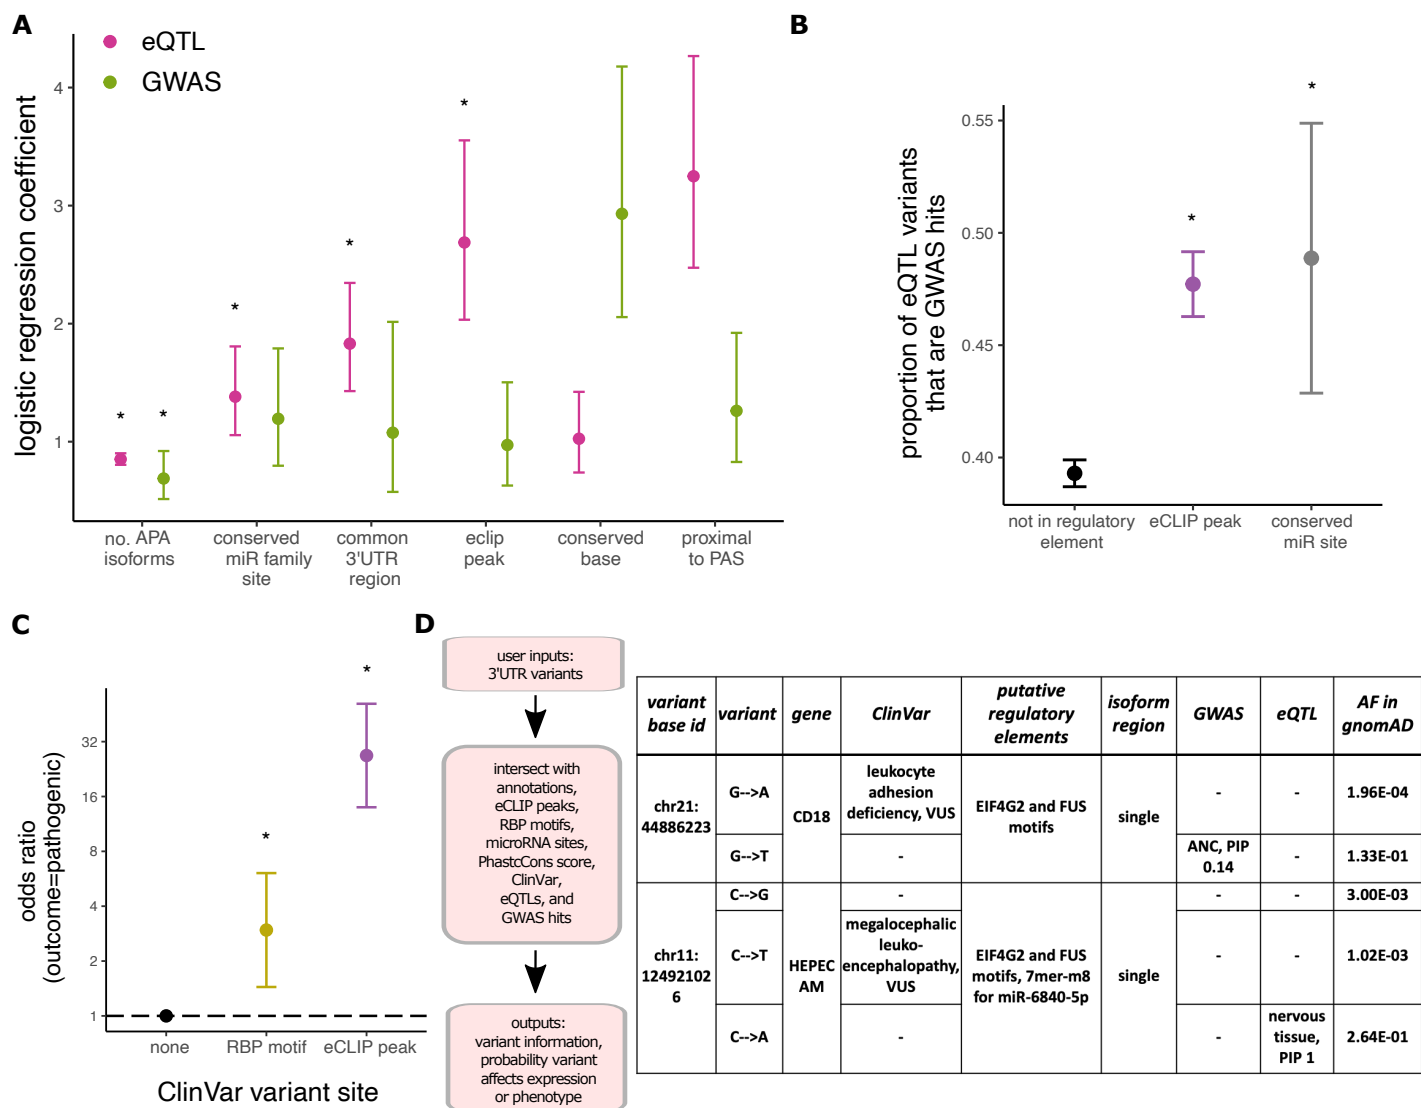 A
eQTL
GWAS
logistic regression coefficient
4
3
2
1
*
*
*
*
*
no. APA
isoforms
conserved
miR family
site
common
3'UTR
region
eclip
peak
conserved
base
proximal
to PAS
B
proportion of eQTL variants
that are GWAS hits
0.55
0.50
0.45
0.40
*
*
not in regulatory
element
eCLIP peak
conserved
miR site
C
odds ratio
(outcome=pathogenic)
32
16
8
4
2
1
*
*
none
RBP motif
eCLIP peak
ClinVar variant site
D
user inputs:
3'UTR variants
intersect with
annotations,
eCLIP peaks,
RBP motifs,
microRNA sites,
PhastcCons score,
ClinVar,
eQTLs, and
GWAS hits
outputs:
variant information,
probability variant
affects expression
or phenotype
variant
base id
variant
gene
ClinVar
putative
regulatory
elements
isoform
region
GWAS
eQTL
AF in
gnomAD
chr21:
44886223
G-->A
CD18
leukocyte
adhesion
deficiency, VUS
EIF4G2 and FUS
motifs
single
-
-
1.96E-04
G-->T
-
ANC, PIP
0.14
-
1.33E-01
chr11:
12492102
6
C-->G
HEPEC
AM
-
EIF4G2 and FUS
motifs, 7mer-m8
for miR-6840-5p
single
-
-
3.00E-03
C-->T
megalocephalic
leuko-
encephalopathy,
VUS
-
-
1.02E-03
C-->A
-
-
nervous
tissue,
PIP 1
2.64E-01